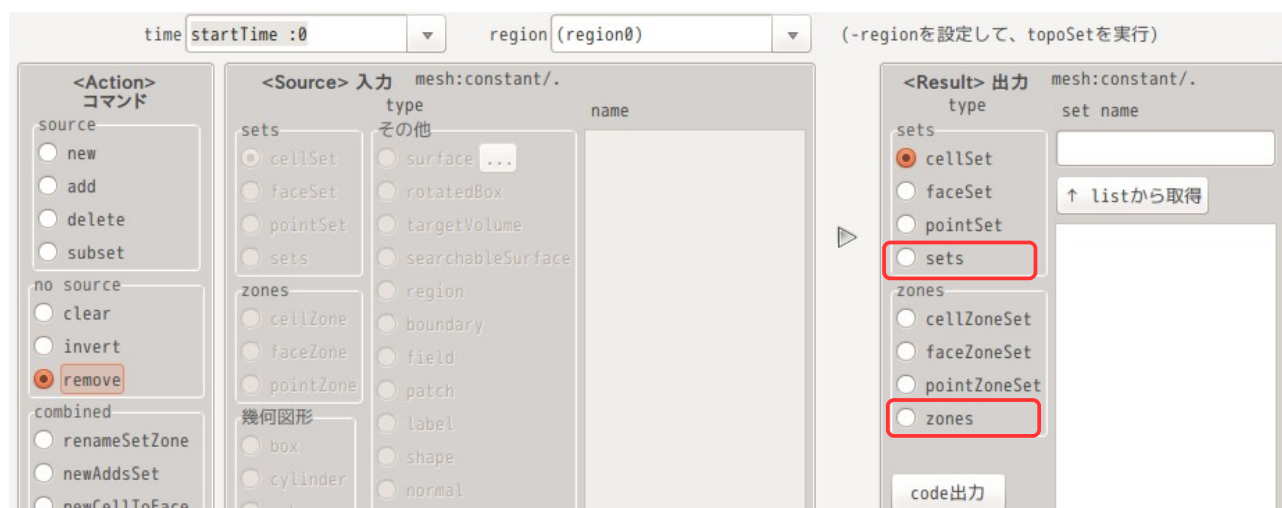 time startTime :0 region (region0) (-regionを設定して、topoSetを実行)
<Action>
コマンド
source
new
add
delete
subset
no source
clear
invert
remove
combined
renameSetZone
newAddsSet
newCellToFace
<Source> 入力 mesh:constant/.
type
name
sets
cellSet
faceSet
pointSet
sets
zones
cellZone
faceZone
pointZone
幾何図形
box
cylinder
その他
surface ...
rotatedBox
targetVolume
searchableSurface
region
boundary
field
patch
label
shape
normal
<Result> 出力 mesh:constant/.
type
set name
sets
cellSet
faceSet
pointSet
sets
↑ listから取得
zones
cellZoneSet
faceZoneSet
pointZoneSet
zones
code出力